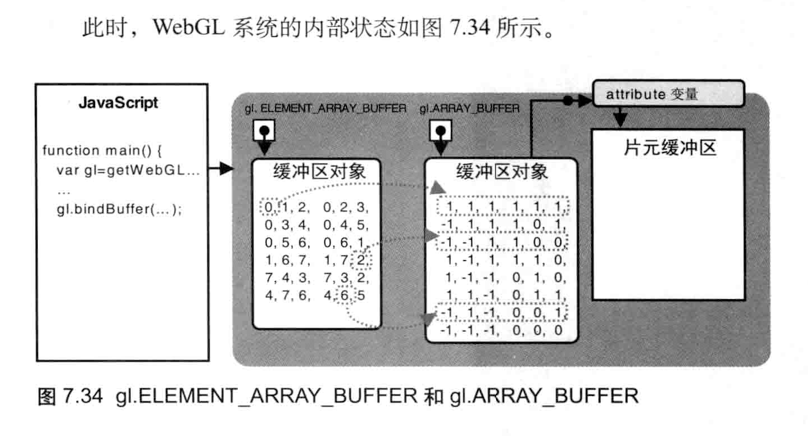 此时，WebGL 系统的内部状态如图 7.34 所示。
JavaScript
function main() {
var gl=getWebGL...
...
gl.bindBuffer(...);
gl. ELEMENT_ARRAY_BUFFER
缓冲区对象
0, 1, 2, 0, 2, 3,
0, 3, 4, 0, 4, 5,
0, 5, 6, 0, 6, 1,
1, 6, 7, 1, 7, 2,
7, 4, 3, 7, 3, 2,
4, 7, 6, 4, 6, 5
gl.ARRAY_BUFFER
缓冲区对象
1, 1, 1, 1, 1, 1,
-1, 1, 1, 1, 0, 1,
-1, -1, 1, 1, 0, 0,
1, -1, 1, 1, 1, 0,
1, -1, -1, 0, 1, 0,
1, 1, -1, 0, 1, 1,
-1, 1, -1, 0, 0, 1,
-1, -1, -1, 0, 0, 0
attribute 变量
片元缓冲区
图 7.34 gl.ELEMENT_ARRAY_BUFFER 和 gl.ARRAY_BUFFER